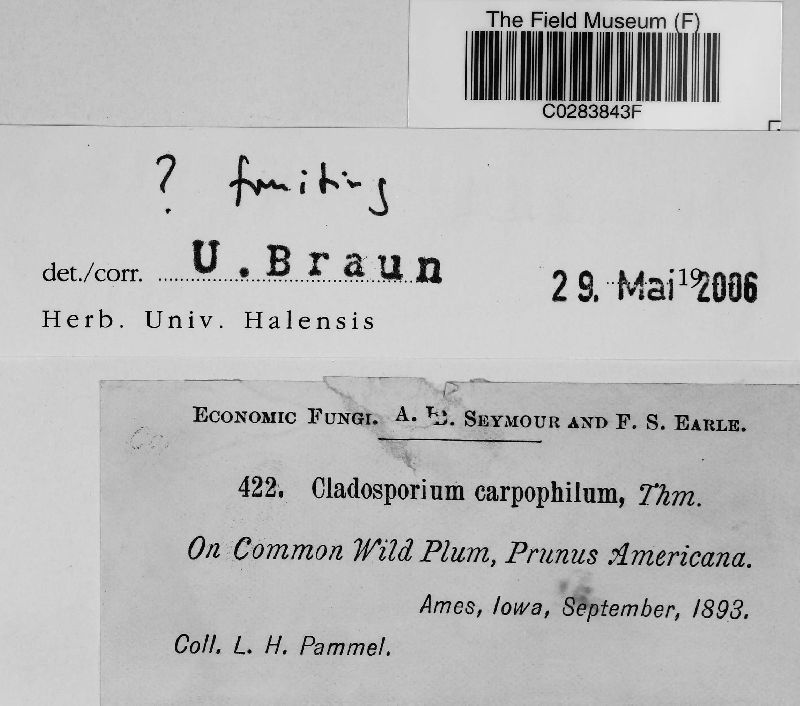 The Field Museum (F)
C0283843F
? fruiting
det./corr. U. Braun 29. Mai 19 2006
Herb. Univ. Halensis
Economic Fungi. A. B. Seymour and F. S. Earle.
422. Cladosporium carpophilum, Thm.
On Common Wild Plum, Prunus Americana.
Ames, Iowa, September, 1893.
Coll. L. H. Pammel.